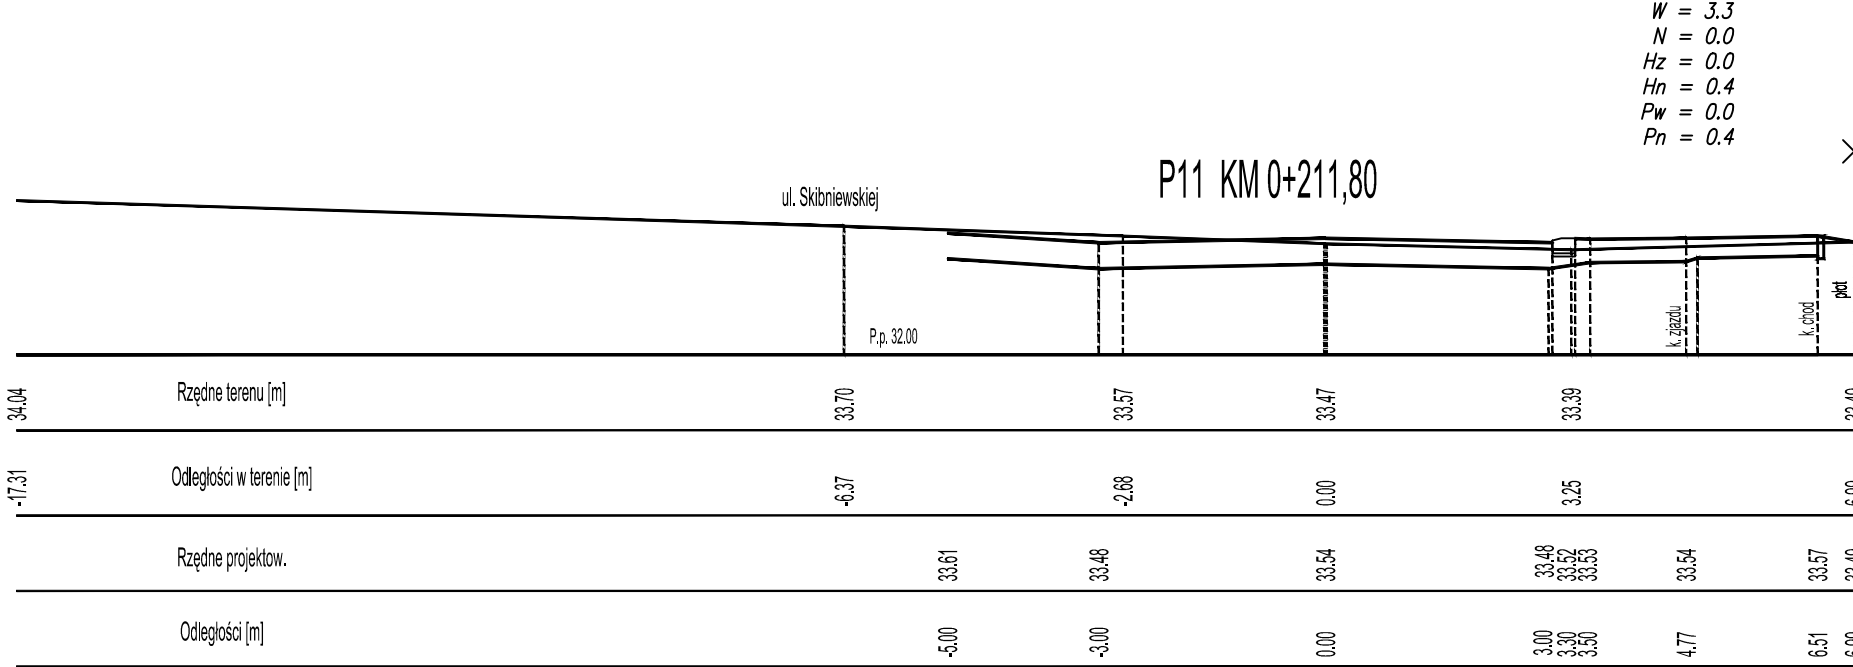 W = 3.3
N = 0.0
Hz = 0.0
Hn = 0.4
Pw = 0.0
Pn = 0.4
P11 KM 0+211,80
ul. Skibniewskiej
płot
k. chod
k. zjazdu
P.p. 32.00
Rzędne terenu [m]
34.04 33.70 33.57 33.47 33.39
Odległości w terenie [m]
-17.31 -6.37 -2.68 0.00 3.25
Rzędne projektow.
33.61 33.48 33.54 33.48 33.52 33.53 33.54 33.57
Odległości [m]
-5.00 -3.00 0.00 3.00 3.30 3.50 4.77 6.51